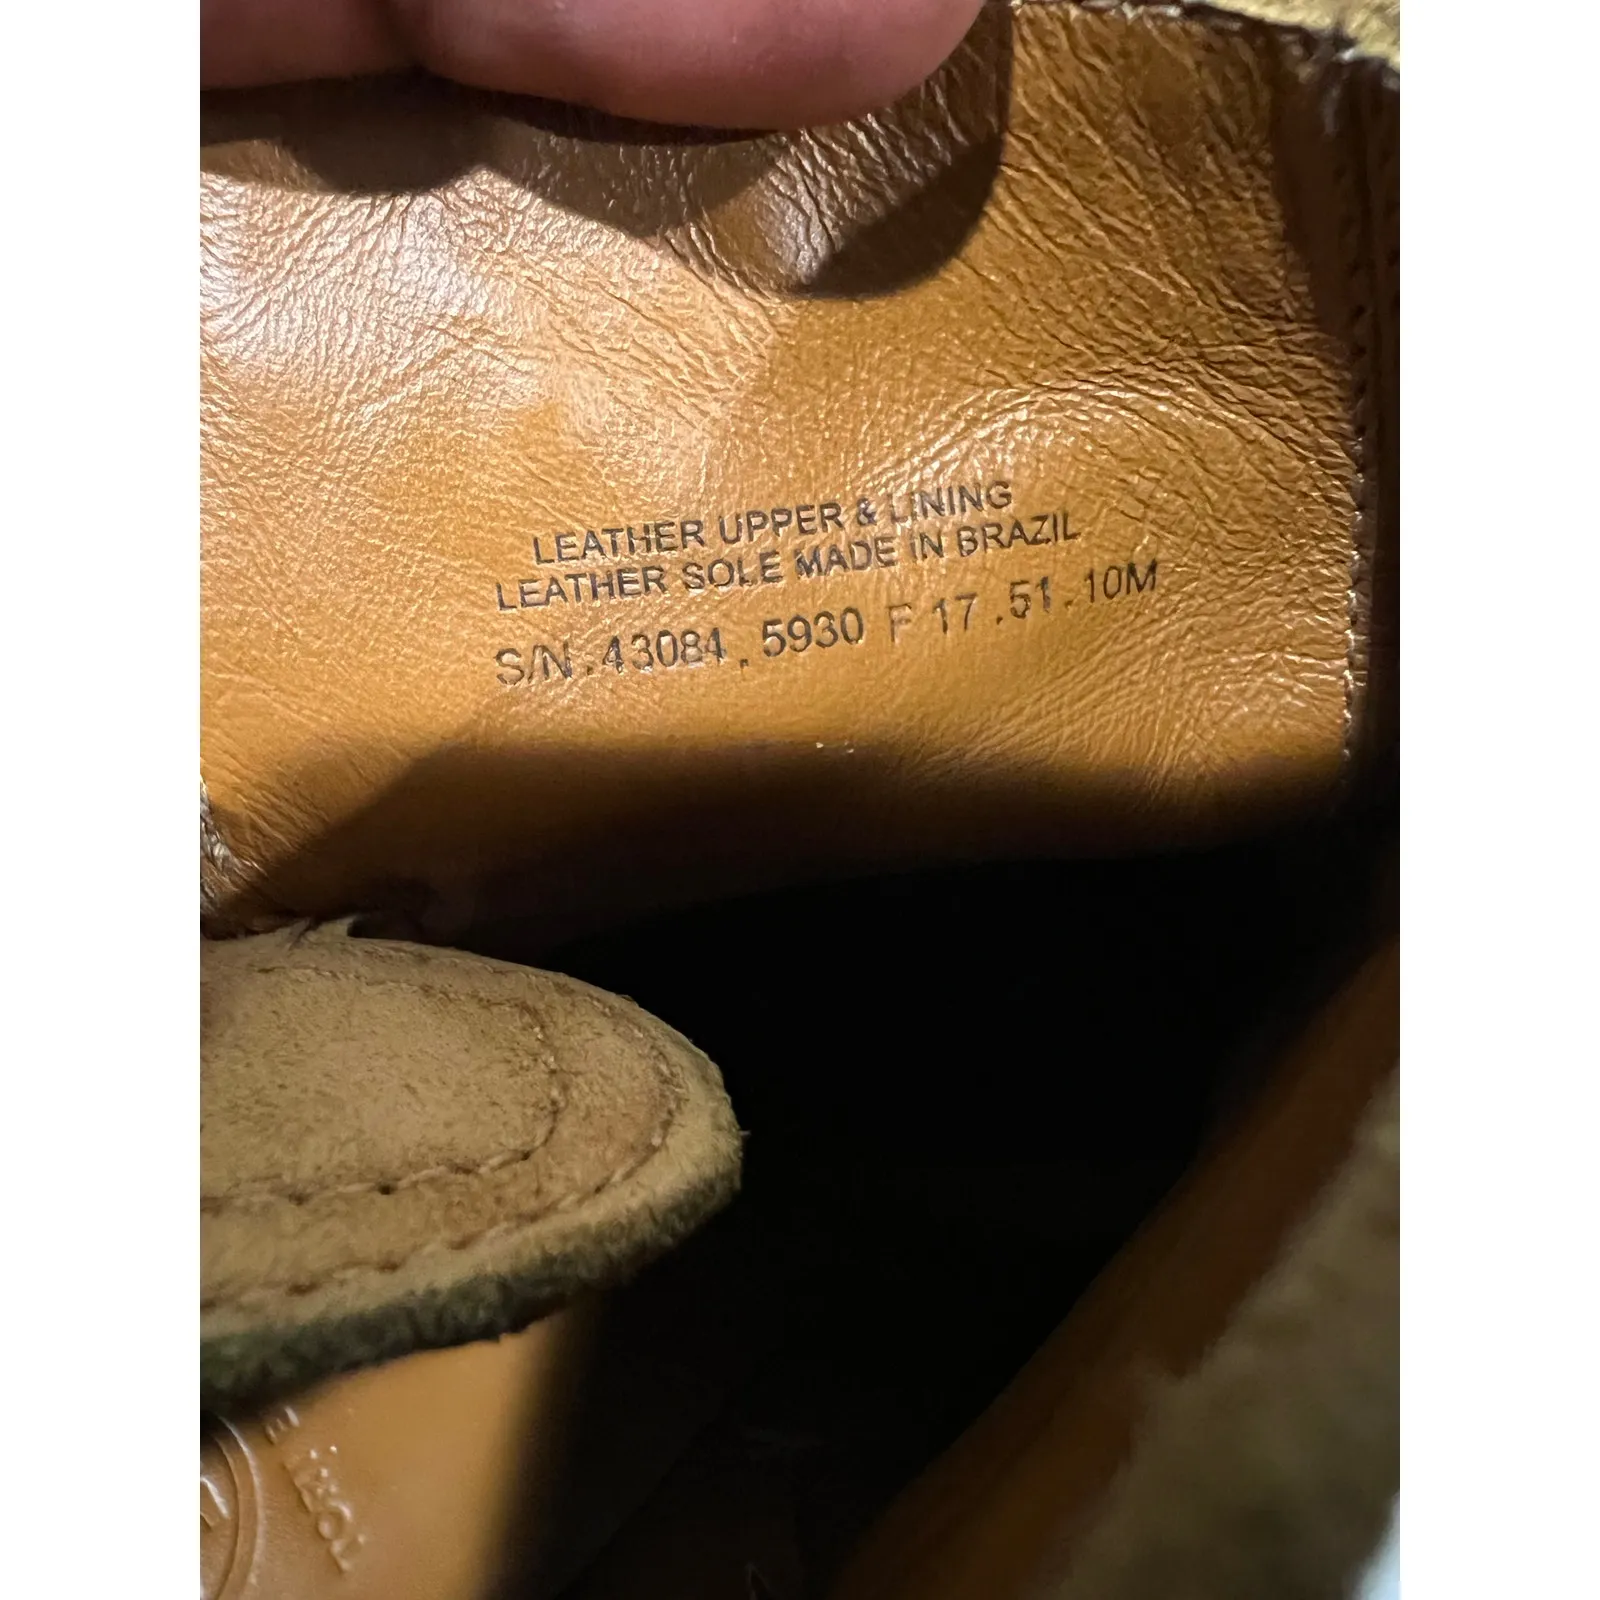 LEATHER UPPER & LINING
LEATHER SOLE MADE IN BRAZIL
S/N.43084.5930 F 17.51.10M